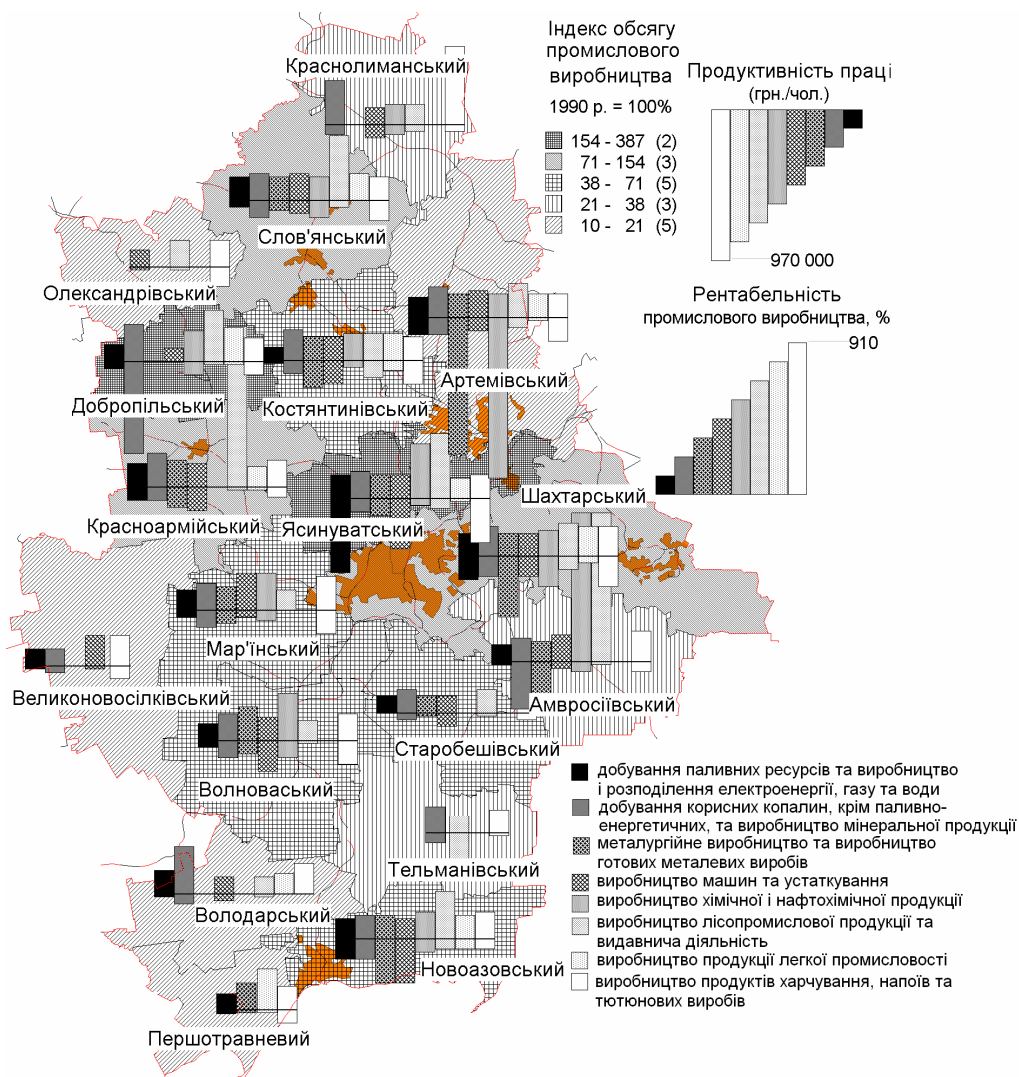 Індекс обсягу
промислового
виробництва
1990 р. = 100%
154 - 387 (2)
71 - 154 (3)
38 - 71 (5)
21 - 38 (3)
10 - 21 (5)
Продуктивність праці
(грн./чол.)
970 000
Рентабельність
промислового виробництва, %
910
Краснолиманський
Слов'янський
Олександрівський
Артемівський
Добропільський
Костянтинівський
Шахтарський
Красноармійський
Ясинуватський
Мар'їнський
Великоновосілківський
Амвросіївський
Старобешівський
Волноваський
Тельманівський
Володарський
Новоазовський
Першотравневий
добування паливних ресурсів та виробництво
і розподілення електроенергії, газу та води
добування корисних копалин, крім паливно-
енергетичних, та виробництво мінеральної продукції
металургійне виробництво та виробництво
готових металевих виробів
виробництво машин та устаткування
виробництво хімічної і нафтохімічної продукції
виробництво лісопромислової продукції та
видавнича діяльність
виробництво продукції легкої промисловості
виробництво продуктів харчування, напоїв та
тютюнових виробів